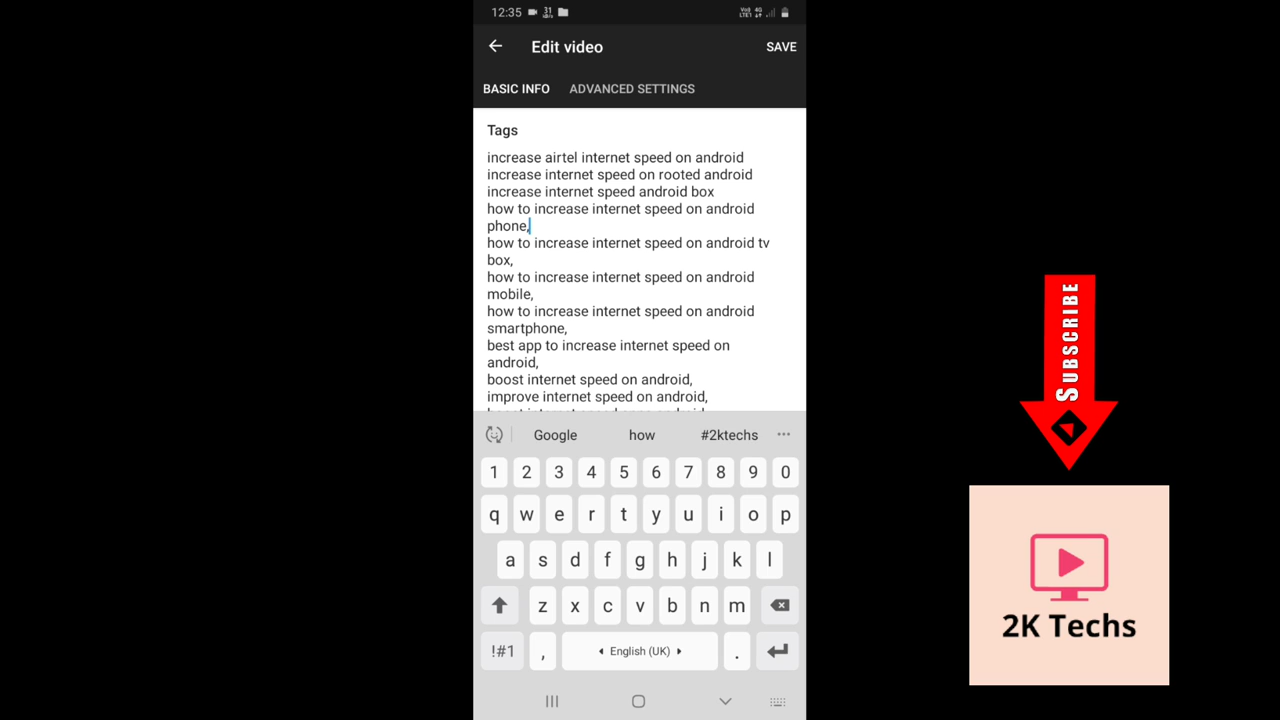 12:35
31
KB/s
Vo))
LTE1
4G
Edit video
SAVE
BASIC INFO
ADVANCED SETTINGS
Tags
increase airtel internet speed on android
increase internet speed on rooted android
increase internet speed android box
how to increase internet speed on android
phone,
how to increase internet speed on android tv
box,
how to increase internet speed on android
mobile,
how to increase internet speed on android
smartphone,
best app to increase internet speed on
android,
boost internet speed on android,
improve internet speed on android,
Google
how
#2ktechs
1 2 3 4 5 6 7 8 9 0
q w e r t y u i o p
a s d f g h j k l
z x c v b n m
!#1 , English (UK) .
SUBSCRIBE
2K Techs